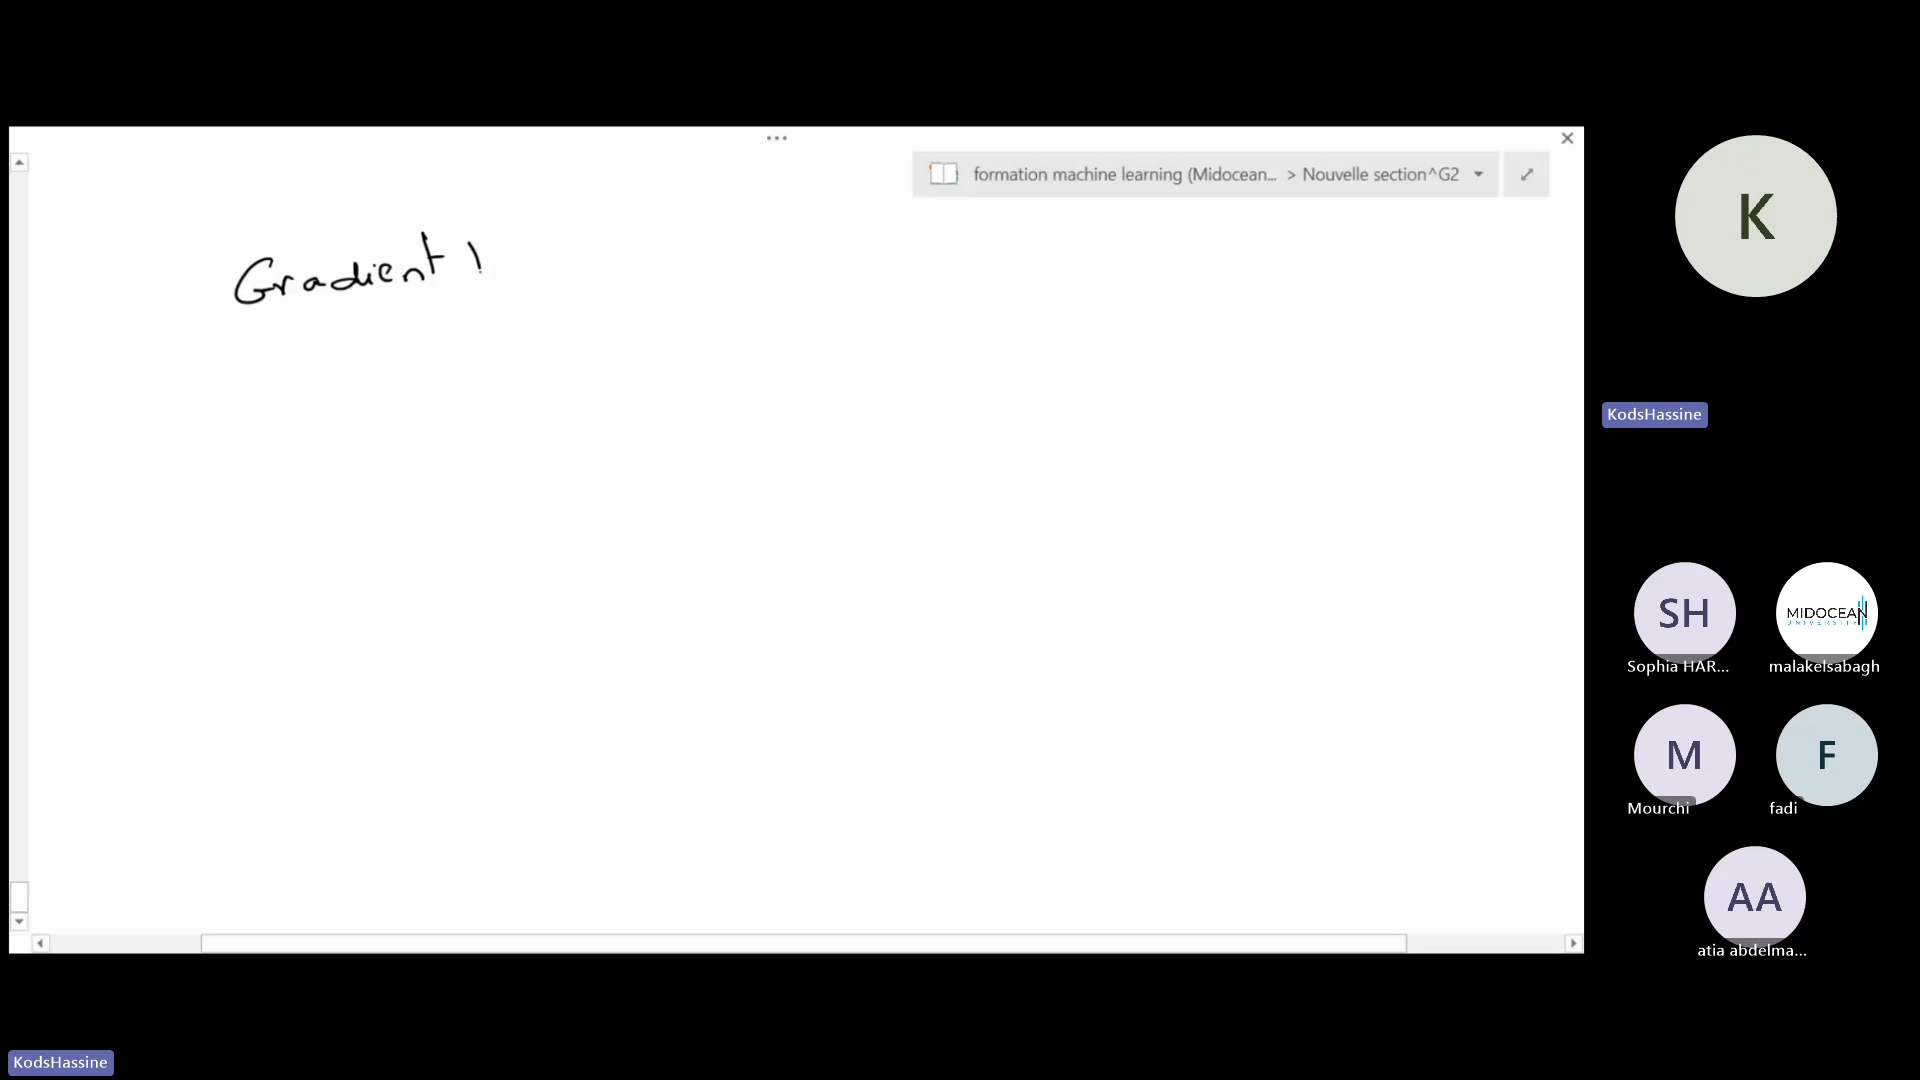 formation machine learning (Midocean... > Nouvelle section^G2
Gradient
K
KodsHassine
SH
Sophia HAR...
MIDOCEAN
UNIVERSITY
malakelsabagh
M
Mourchi
F
fadi
AA
atia abdelma...
KodsHassine